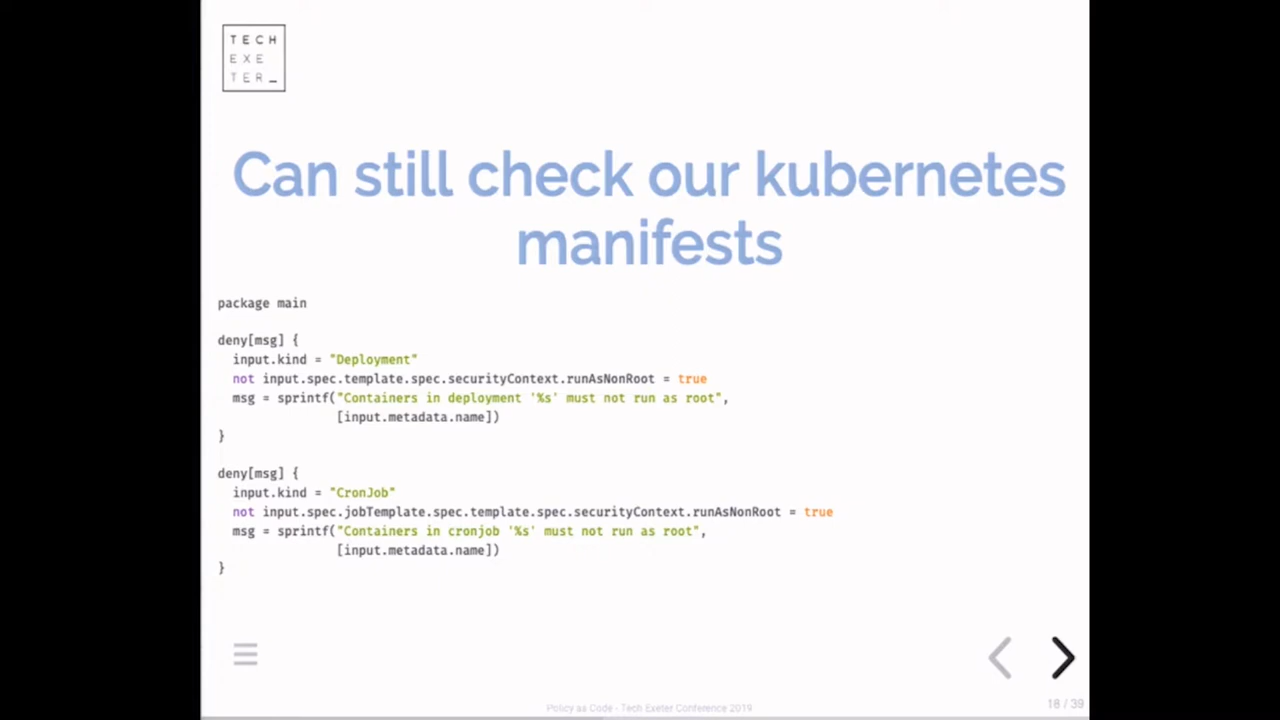 TECH
EXE
TER_
Can still check our kubernetes
manifests
package main
deny[msg] {
  input.kind = "Deployment"
  not input.spec.template.spec.securityContext.runAsNonRoot = true
  msg = sprintf("Containers in deployment '%s' must not run as root",
                [input.metadata.name])
}
deny[msg] {
  input.kind = "CronJob"
  not input.spec.jobTemplate.spec.template.spec.securityContext.runAsNonRoot = true
  msg = sprintf("Containers in cronjob '%s' must not run as root",
                [input.metadata.name])
}
18 / 39
Policy as Code - Tech Exeter Conference 2019